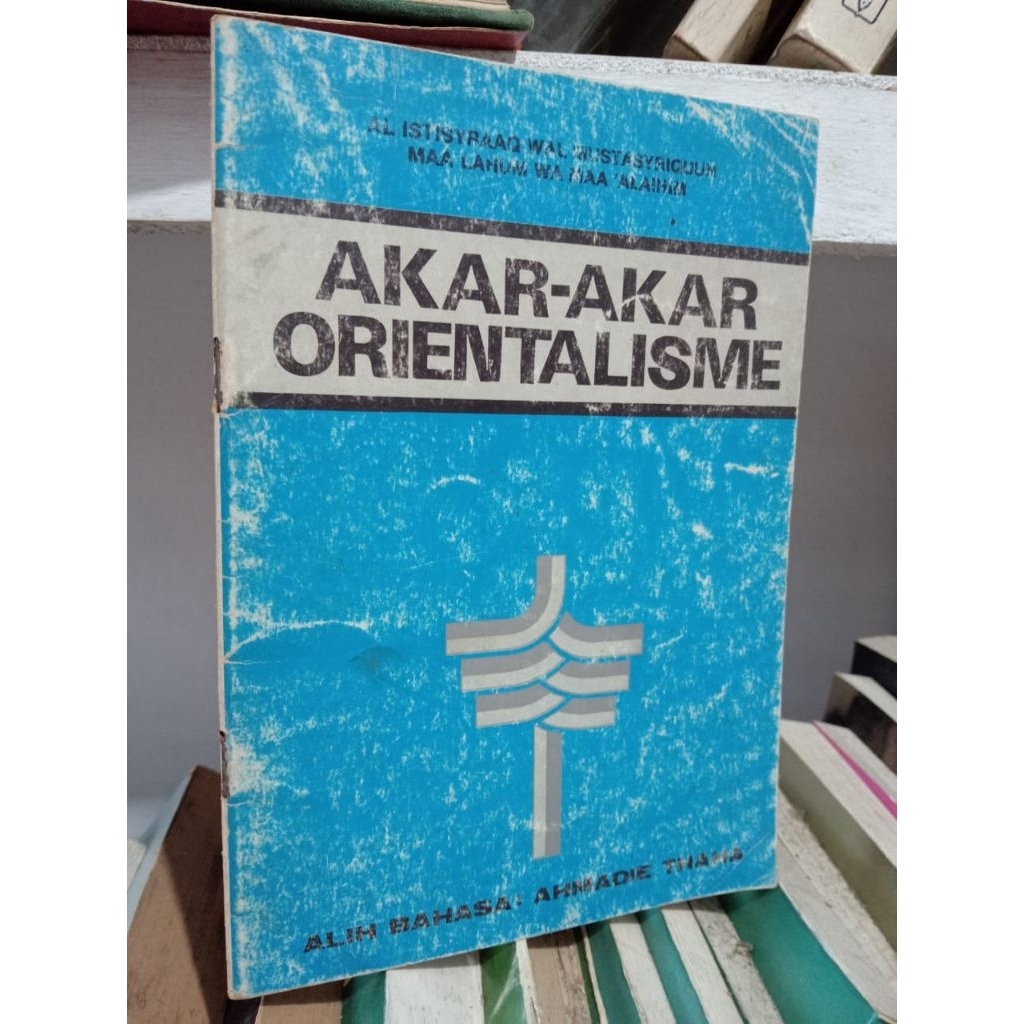 AL ISTISYRAAQ WAL MUSTASYRIQUUN
MAA LAHUM WA MAA 'ALAIHIM
AKAR-AKAR
ORIENTALISME
ALIH BAHASA: AHMADIE THAHA